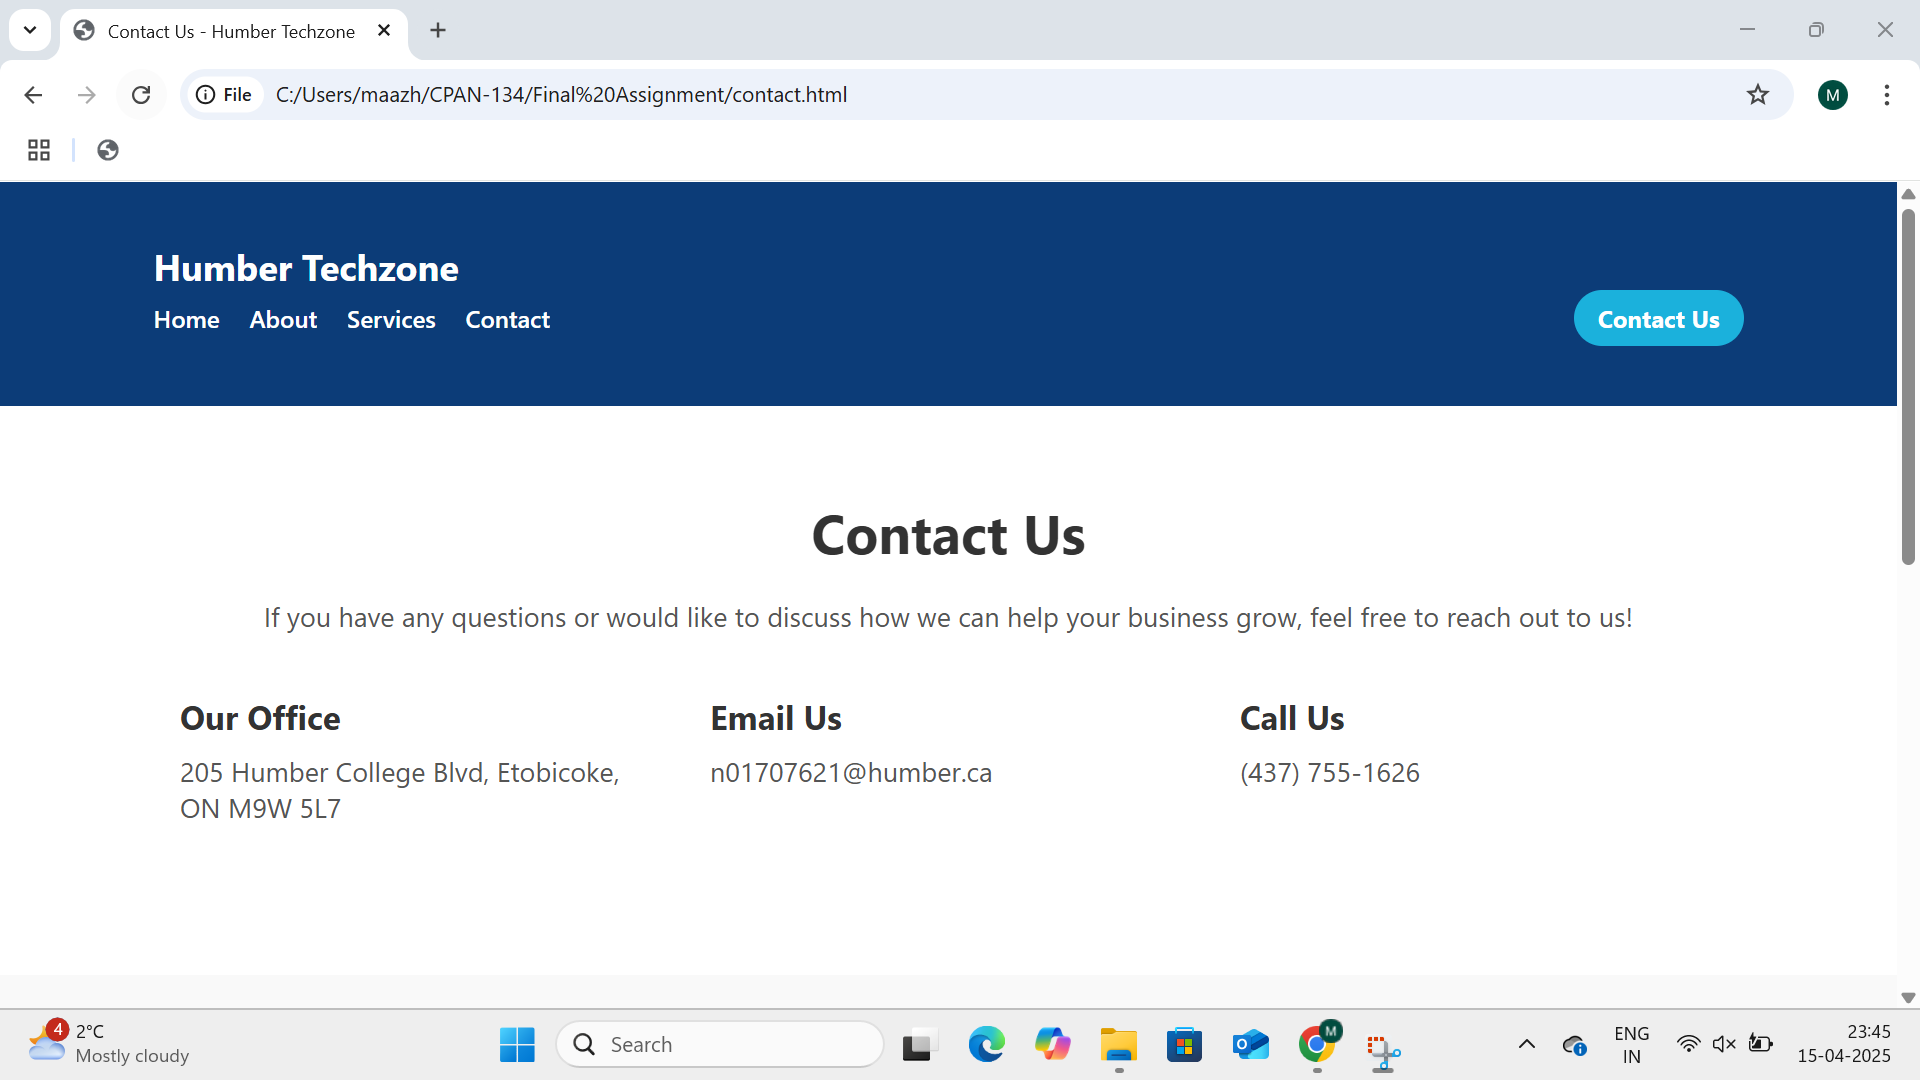 Contact Us - Humber Techzone
File C:/Users/maazh/CPAN-134/Final%20Assignment/contact.html
M
Humber Techzone
Home About Services Contact
Contact Us
Contact Us
If you have any questions or would like to discuss how we can help your business grow, feel free to reach out to us!
Our Office
205 Humber College Blvd, Etobicoke,
ON M9W 5L7
Email Us
n01707621@humber.ca
Call Us
(437) 755-1626
4
2°C
Mostly cloudy
Search
M
ENG
IN
23:45
15-04-2025